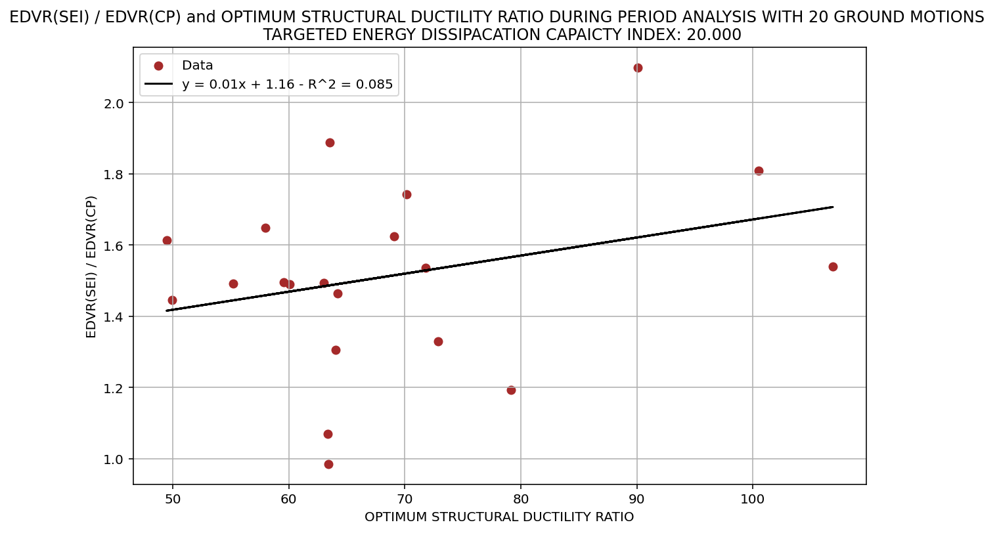 EDVR(SEI) / EDVR(CP) and OPTIMUM STRUCTURAL DUCTILITY RATIO DURING PERIOD ANALYSIS WITH 20 GROUND MOTIONS
TARGETED ENERGY DISSIPACATION CAPAICTY INDEX: 20.000
Data
y = 0.01x + 1.16 - R^2 = 0.085
EDVR(SEI) / EDVR(CP)
2.0
1.8
1.6
1.4
1.2
1.0
50 60 70 80 90 100
OPTIMUM STRUCTURAL DUCTILITY RATIO